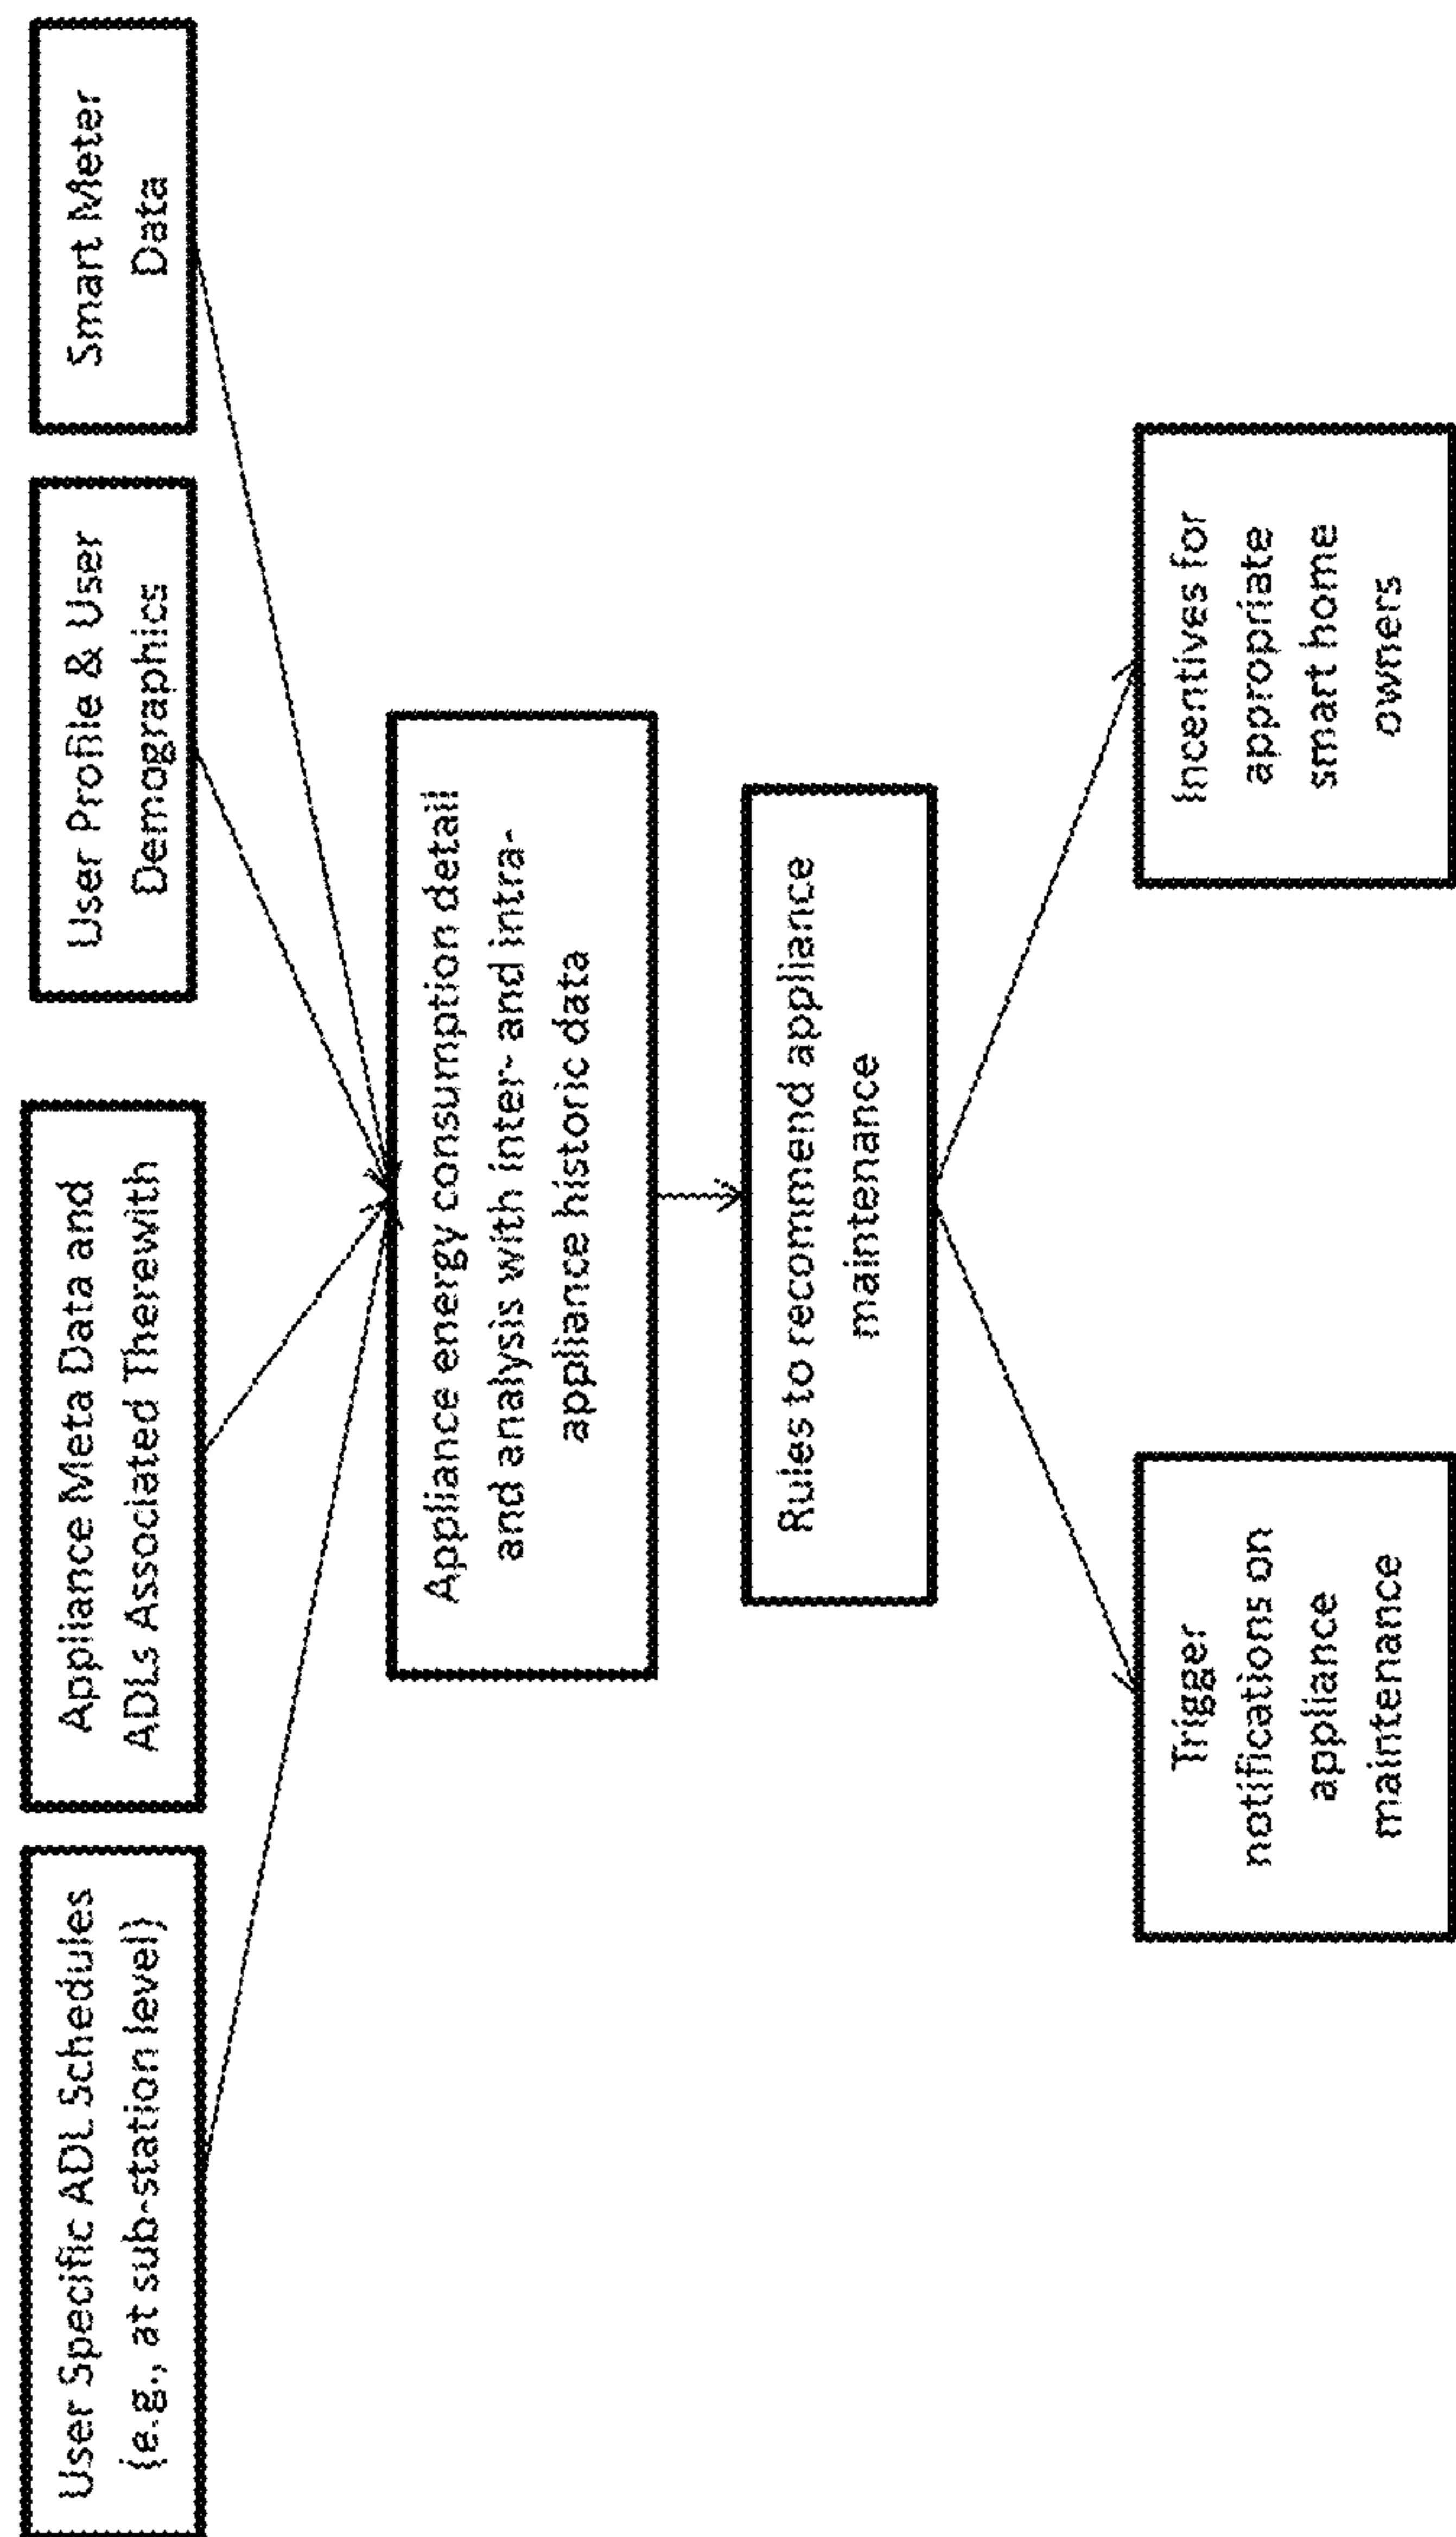 User Specific ADL Schedules
(e.g., at sub-station level)
Appliance Meta Data and
ADLs Associated Therewith
User Profile & User
Demographics
Smart Meter
Data
Appliance energy consumption detail
and analysis with inter- and intra-
appliance historic data
Rules to recommend appliance
maintenance
Trigger
notifications on
appliance
maintenance
Incentives for
appropriate
smart home
owners